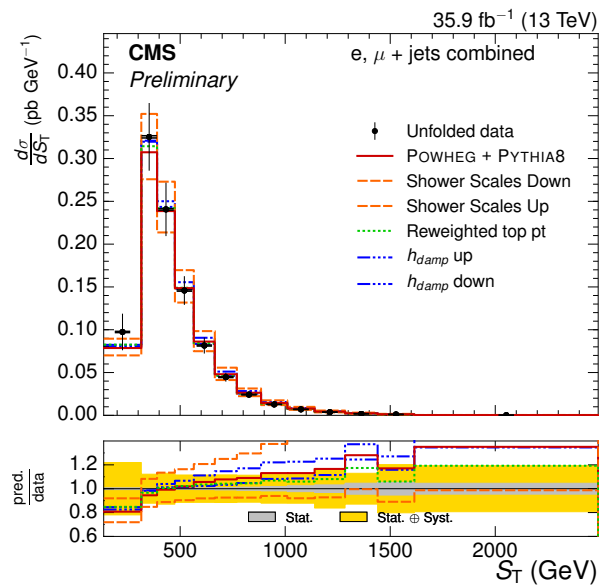 35.9 fb⁻¹ (13 TeV)
CMS
Preliminary
e, μ + jets combined
dσ/dS_T (pb GeV⁻¹)
0.40
0.35
0.30
0.25
0.20
0.15
0.10
0.05
0.00
Unfolded data
POWHEG + PYTHIA8
Shower Scales Down
Shower Scales Up
Reweighted top pt
h_damp up
h_damp down
pred./data
1.2
1.0
0.8
0.6
Stat.
Stat. ⊕ Syst.
500
1000
1500
2000
S_T (GeV)